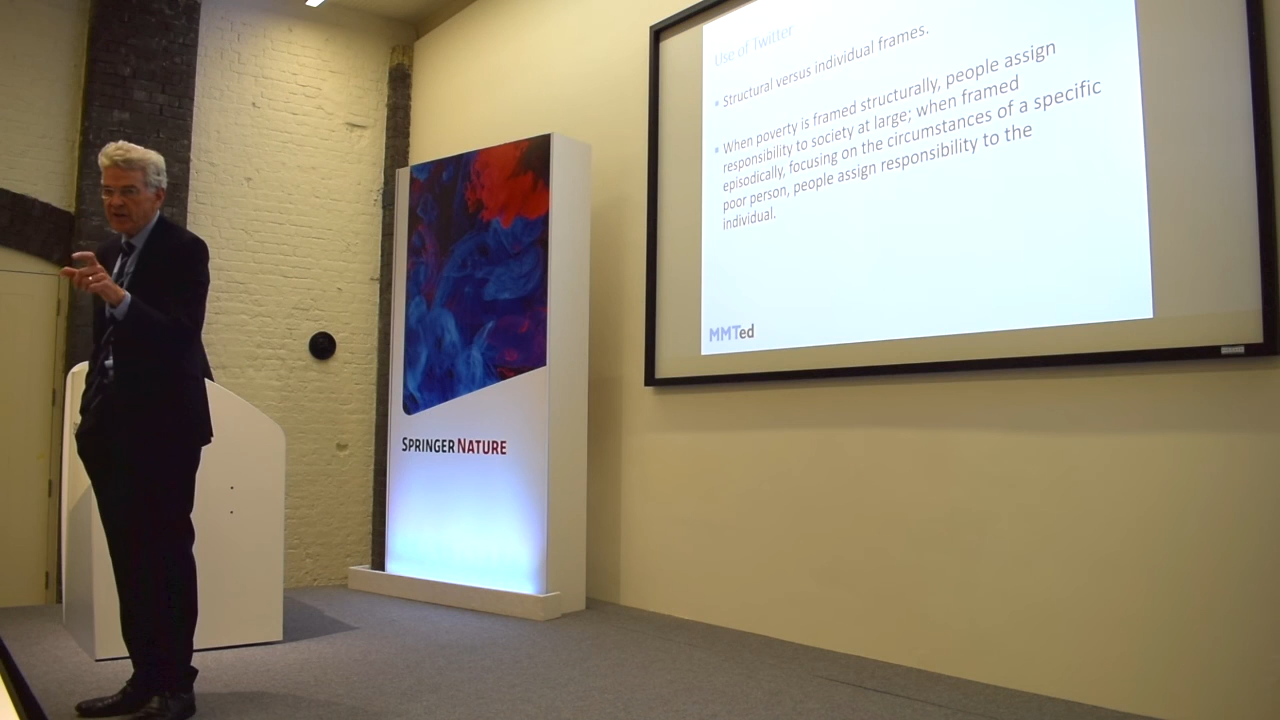 Use of Twitter
Structural versus individual frames.
When poverty is framed structurally, people assign
responsibility to society at large; when framed
episodically, focusing on the circumstances of a specific
poor person, people assign responsibility to the
individual.
MMTed
SPRINGER NATURE